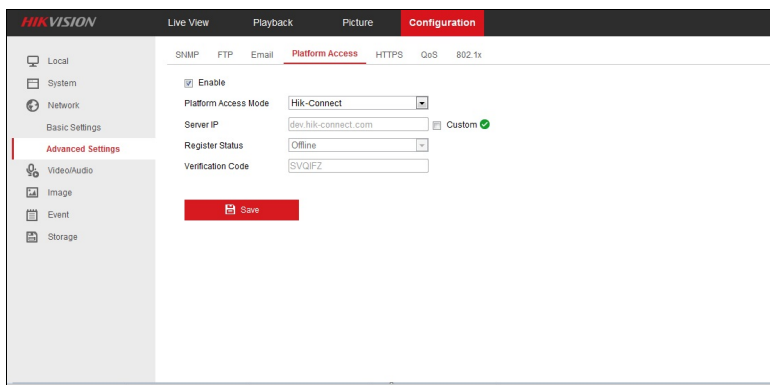 HIKVISION Live View Playback Picture Configuration
SNMP FTP Email Platform Access HTTPS QoS 802.1x
Local
System
Network
Basic Settings
Advanced Settings
Video/Audio
Image
Event
Storage
Enable
Platform Access Mode Hik-Connect
Server IP dev.hik-connect.com Custom
Register Status Offline
Verification Code SVQIFZ
Save